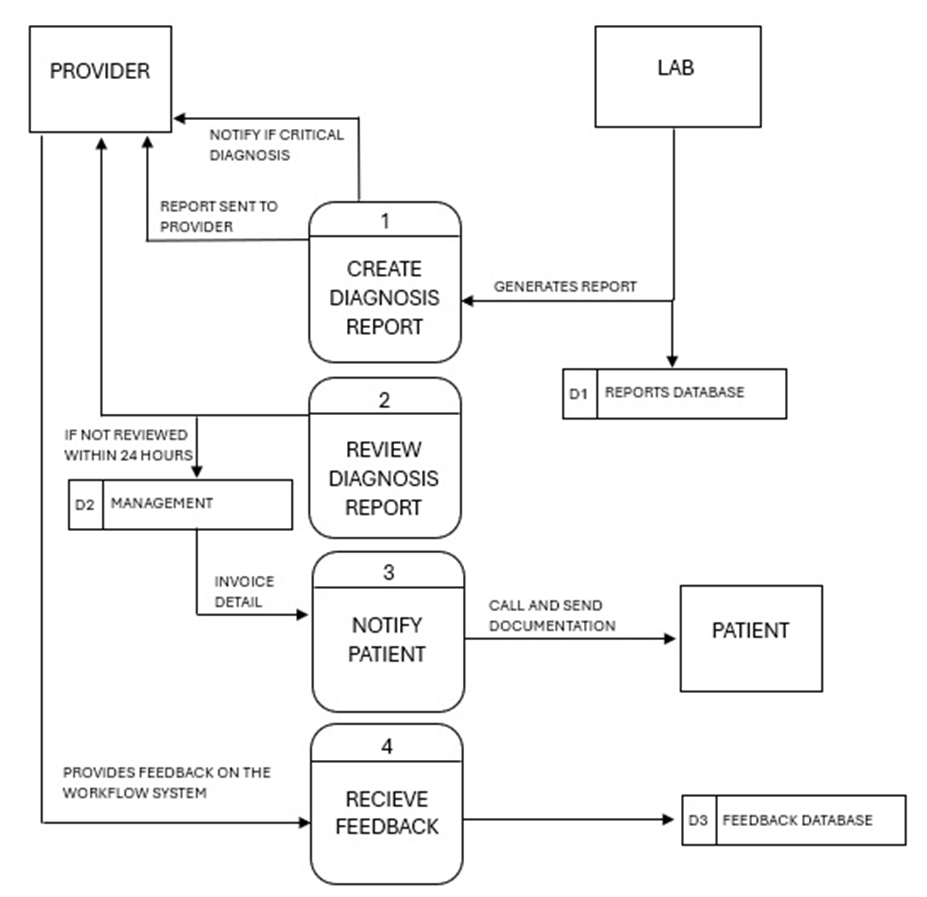 PROVIDER
LAB
NOTIFY IF CRITICAL
DIAGNOSIS
REPORT SENT TO
PROVIDER
1
CREATE
DIAGNOSIS
REPORT
GENERATES REPORT
D1 REPORTS DATABASE
2
REVIEW
DIAGNOSIS
REPORT
IF NOT REVIEWED
WITHIN 24 HOURS
D2 MANAGEMENT
INVOICE
DETAIL
3
NOTIFY
PATIENT
CALL AND SEND
DOCUMENTATION
PATIENT
4
RECIEVE
FEEDBACK
PROVIDES FEEDBACK ON THE
WORKFLOW SYSTEM
D3 FEEDBACK DATABASE